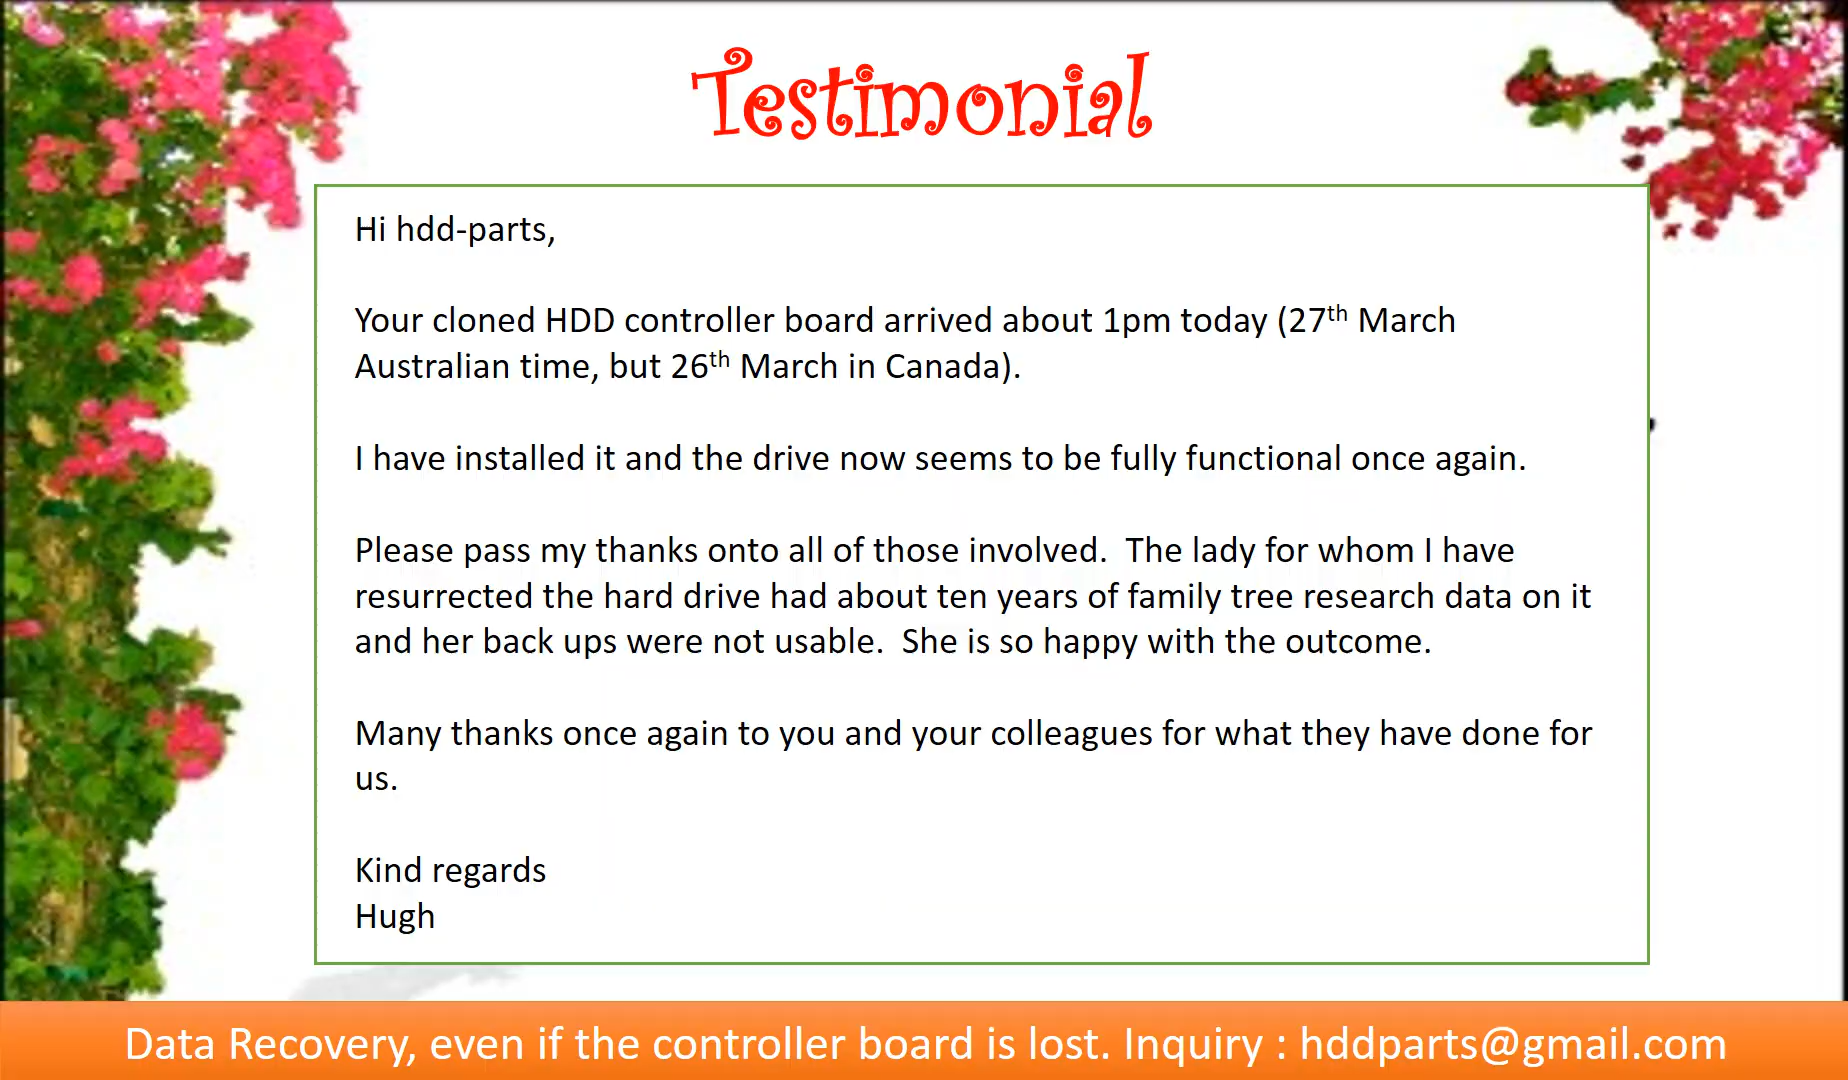 Testimonial
Hi hdd-parts,
Your cloned HDD controller board arrived about 1pm today (27th March
Australian time, but 26th March in Canada).
I have installed it and the drive now seems to be fully functional once again.
Please pass my thanks onto all of those involved.  The lady for whom I have
resurrected the hard drive had about ten years of family tree research data on it
and her back ups were not usable.  She is so happy with the outcome.
Many thanks once again to you and your colleagues for what they have done for
us.
Kind regards
Hugh
Data Recovery, even if the controller board is lost. Inquiry : hddparts@gmail.com